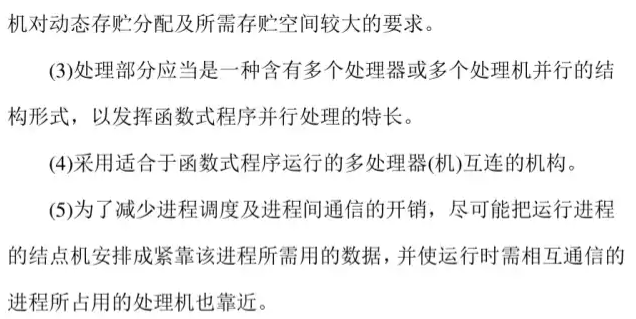 机对动态存贮分配及所需存贮空间较大的要求。
(3)处理部分应当是一种含有多个处理器或多个处理机并行的结
构形式，以发挥函数式程序并行处理的特长。
(4)采用适合于函数式程序运行的多处理器(机)互连的机构。
(5)为了减少进程调度及进程间通信的开销，尽可能把运行进程
的结点机安排成紧靠该进程所需用的数据，并使运行时需相互通信的
进程所占用的处理机也靠近。